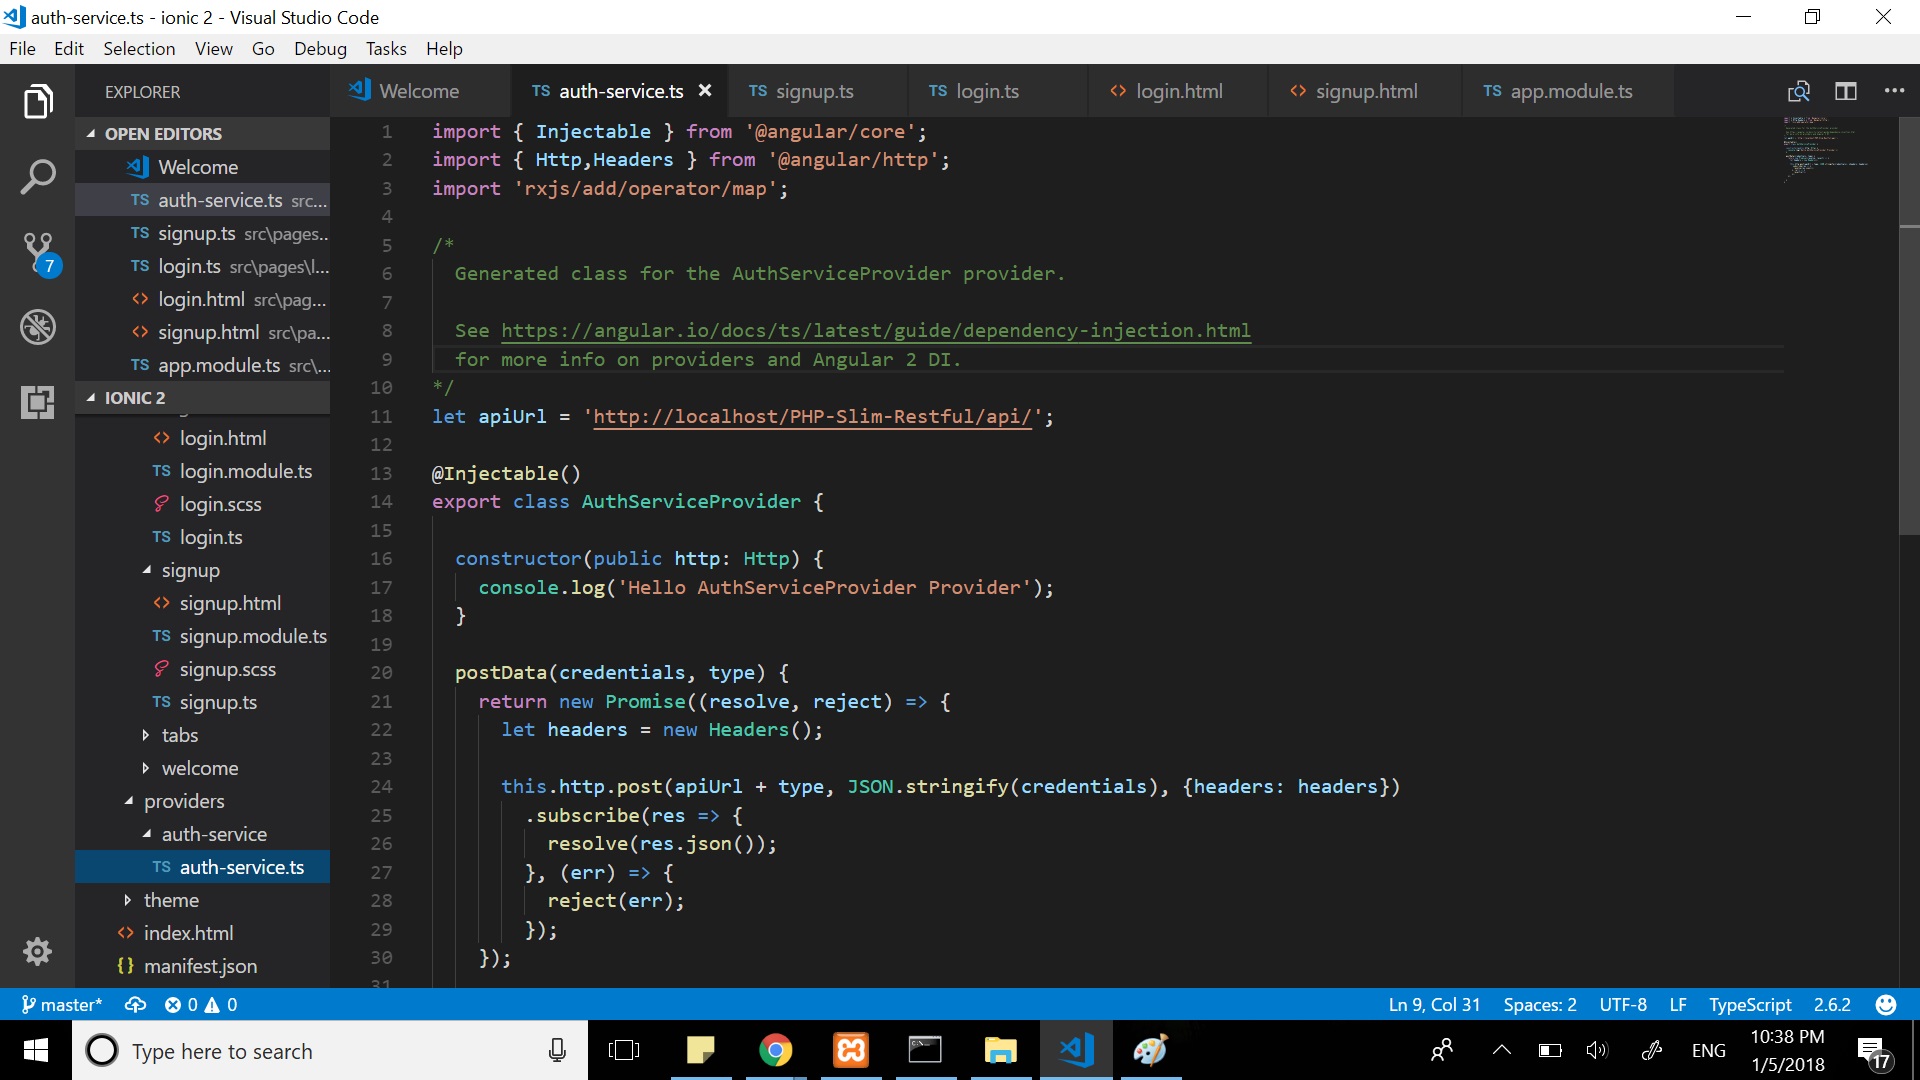 auth-service.ts - ionic 2 - Visual Studio Code
File Edit Selection View Go Debug Tasks Help
EXPLORER
OPEN EDITORS
Welcome
TS auth-service.ts src...
TS signup.ts src\pages...
TS login.ts src\pages\l...
<> login.html src\pag...
<> signup.html src\pa...
TS app.module.ts src\...
IONIC 2
<> login.html
TS login.module.ts
login.scss
TS login.ts
signup
<> signup.html
TS signup.module.ts
signup.scss
TS signup.ts
tabs
welcome
providers
auth-service
TS auth-service.ts
theme
<> index.html
{} manifest.json
7
Welcome TS auth-service.ts × TS signup.ts TS login.ts <> login.html <> signup.html TS app.module.ts
1 import { Injectable } from '@angular/core';
2 import { Http,Headers } from '@angular/http';
3 import 'rxjs/add/operator/map';
4
5 /*
6 Generated class for the AuthServiceProvider provider.
7
8 See https://angular.io/docs/ts/latest/guide/dependency-injection.html
9 for more info on providers and Angular 2 DI.
10 */
11 let apiUrl = 'http://localhost/PHP-Slim-Restful/api/';
12
13 @Injectable()
14 export class AuthServiceProvider {
15
16 constructor(public http: Http) {
17 console.log('Hello AuthServiceProvider Provider');
18 }
19
20 postData(credentials, type) {
21 return new Promise((resolve, reject) => {
22 let headers = new Headers();
23
24 this.http.post(apiUrl + type, JSON.stringify(credentials), {headers: headers})
25 .subscribe(res => {
26 resolve(res.json());
27 }, (err) => {
28 reject(err);
29 });
30 });
31
master* 0 0 Ln 9, Col 31 Spaces: 2 UTF-8 LF TypeScript 2.6.2
Type here to search ENG 10:38 PM
1/5/2018 17